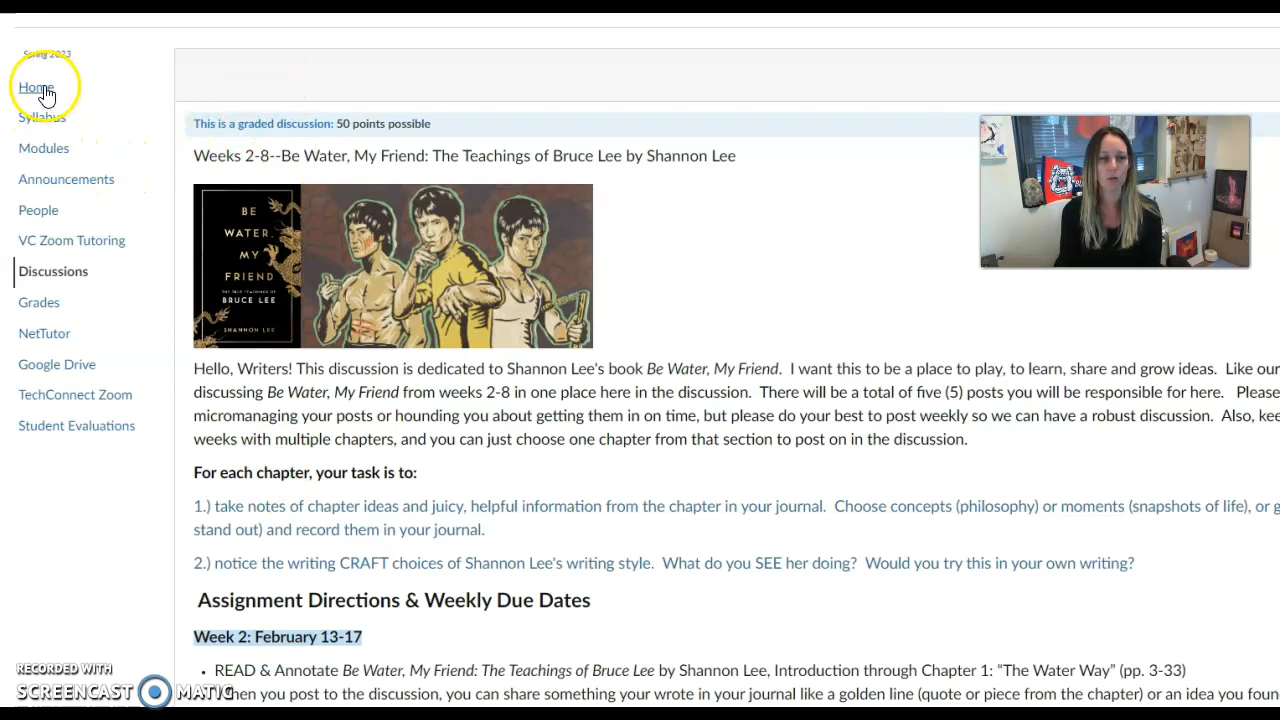 Spring 2023
Home
Syllabus
Modules
Announcements
People
VC Zoom Tutoring
Discussions
Grades
NetTutor
Google Drive
TechConnect Zoom
Student Evaluations
This is a graded discussion: 50 points possible
Weeks 2-8--Be Water, My Friend: The Teachings of Bruce Lee by Shannon Lee
BE
WATER,
MY
FRIEND
THE TRUE TEACHINGS OF
BRUCE LEE
SHANNON LEE
Hello, Writers! This discussion is dedicated to Shannon Lee's book Be Water, My Friend. I want this to be a place to play, to learn, share and grow ideas. Like our
discussing Be Water, My Friend from weeks 2-8 in one place here in the discussion. There will be a total of five (5) posts you will be responsible for here. Please
micromanaging your posts or hounding you about getting them in on time, but please do your best to post weekly so we can have a robust discussion. Also, kee
weeks with multiple chapters, and you can just choose one chapter from that section to post on in the discussion.
For each chapter, your task is to:
1.) take notes of chapter ideas and juicy, helpful information from the chapter in your journal. Choose concepts (philosophy) or moments (snapshots of life), or g
stand out) and record them in your journal.
2.) notice the writing CRAFT choices of Shannon Lee's writing style. What do you SEE her doing? Would you try this in your own writing?
Assignment Directions & Weekly Due Dates
Week 2: February 13-17
• READ & Annotate Be Water, My Friend: The Teachings of Bruce Lee by Shannon Lee, Introduction through Chapter 1: “The Water Way” (pp. 3-33)
hen you post to the discussion, you can share something your wrote in your journal like a golden line (quote or piece from the chapter) or an idea you foun
RECORDED WITH
SCREENCAST MATIC